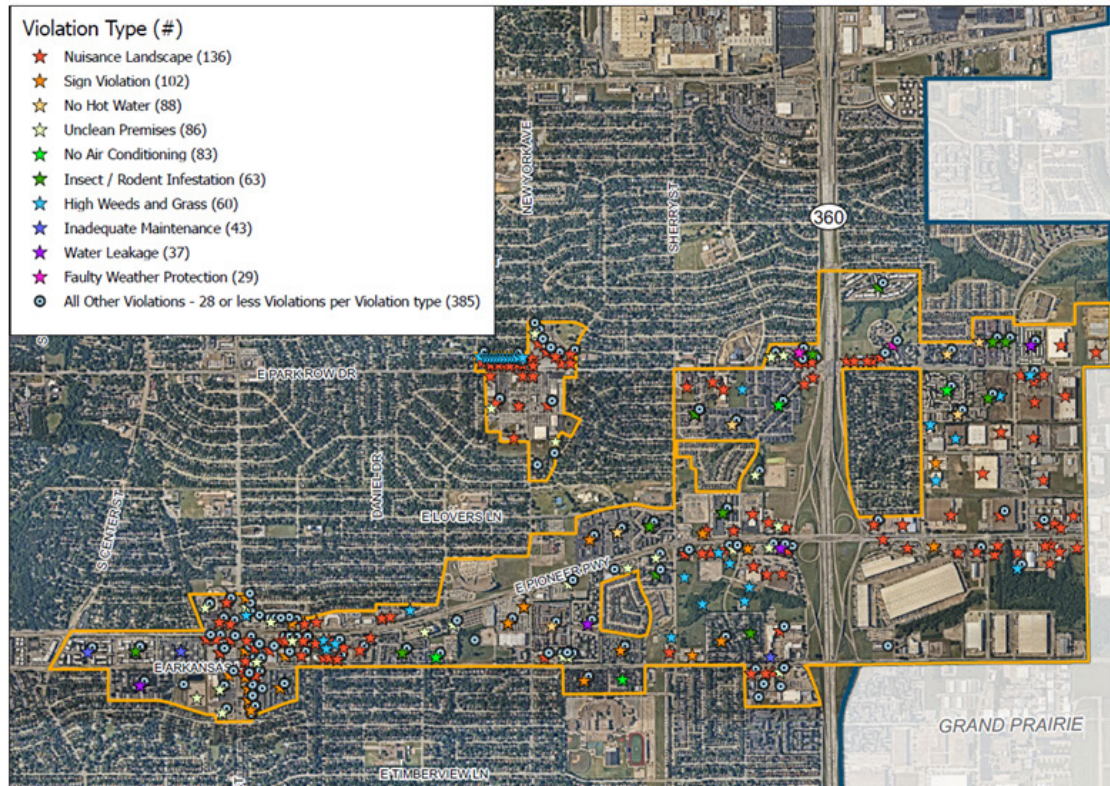 Violation Type (#)
Nuisance Landscape (136)
Sign Violation (102)
No Hot Water (88)
Unclean Premises (86)
No Air Conditioning (83)
Insect / Rodent Infestation (63)
High Weeds and Grass (60)
Inadequate Maintenance (43)
Water Leakage (37)
Faulty Weather Protection (29)
All Other Violations - 28 or less Violations per Violation type (385)
NEW YORK AVE
SHERRY ST
360
E PARK ROW DR
S CENTER ST
DANIEL DR
E LOVERS LN
E PIONEER PWY
E ARKANSAS
GRAND PRAIRIE
E TIMBERVIEW LN